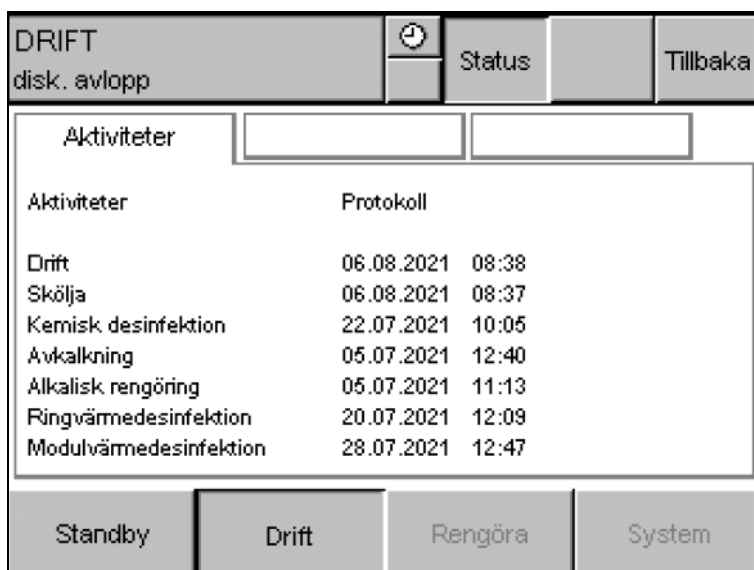 DRIFT
disk. avlopp
Status
Tillbaka
Aktiviteter
Aktiviteter Protokoll
Drift 06.08.2021 08:38
Skölja 06.08.2021 08:37
Kemisk desinfektion 22.07.2021 10:05
Avkalkning 05.07.2021 12:40
Alkalisk rengöring 05.07.2021 11:13
Ringvärmedesinfektion 20.07.2021 12:09
Modulvärmedesinfektion 28.07.2021 12:47
Standby Drift Rengöra System